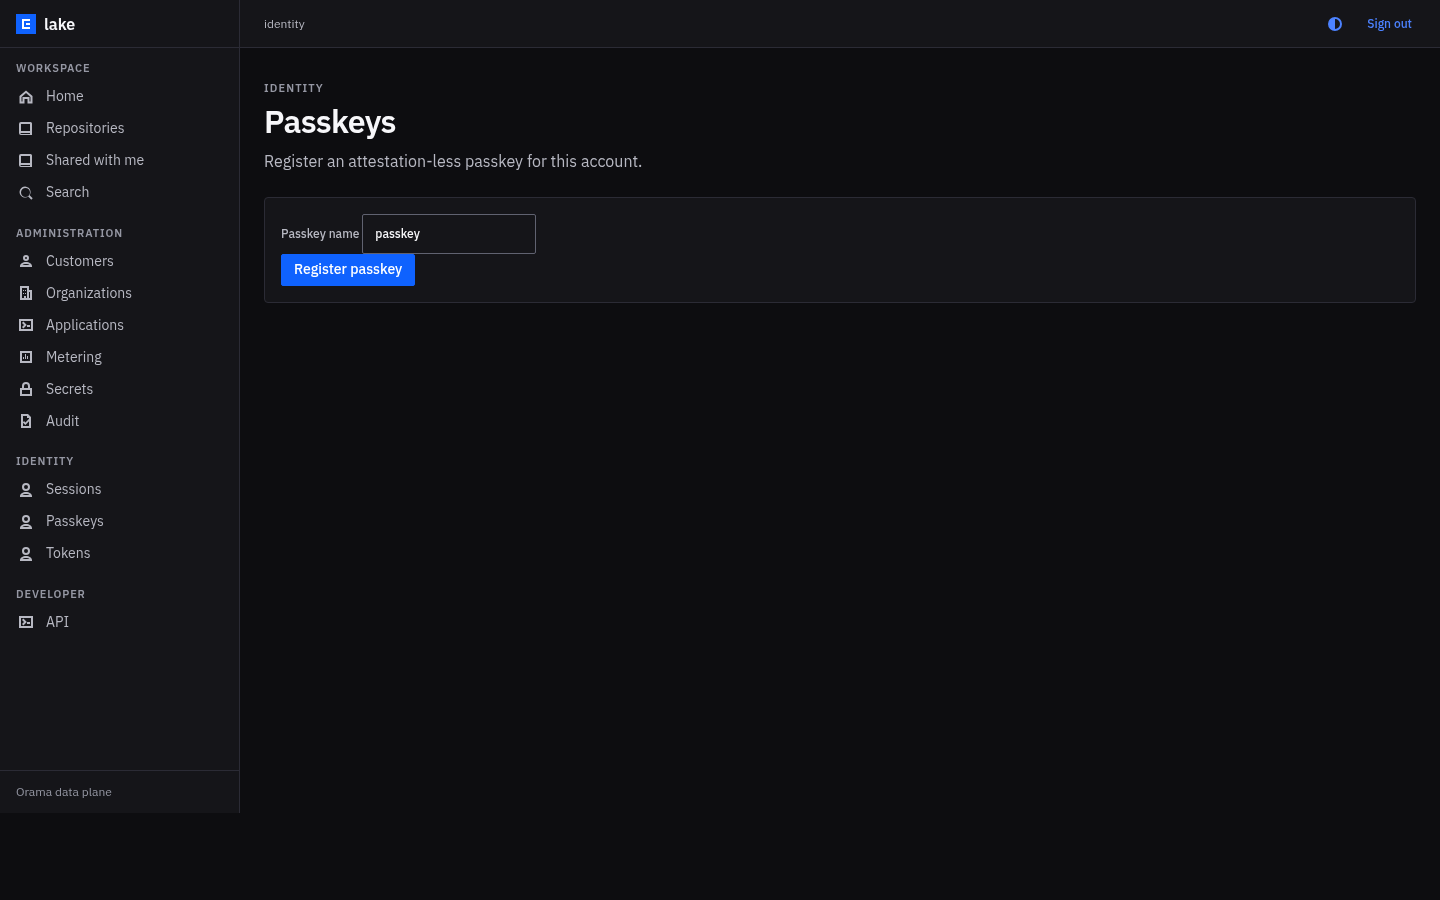 lake
identity
Sign out
WORKSPACE
Home
Repositories
Shared with me
Search
ADMINISTRATION
Customers
Organizations
Applications
Metering
Secrets
Audit
IDENTITY
Sessions
Passkeys
Tokens
DEVELOPER
API
Orama data plane
IDENTITY
Passkeys
Register an attestation-less passkey for this account.
Passkey name passkey
Register passkey